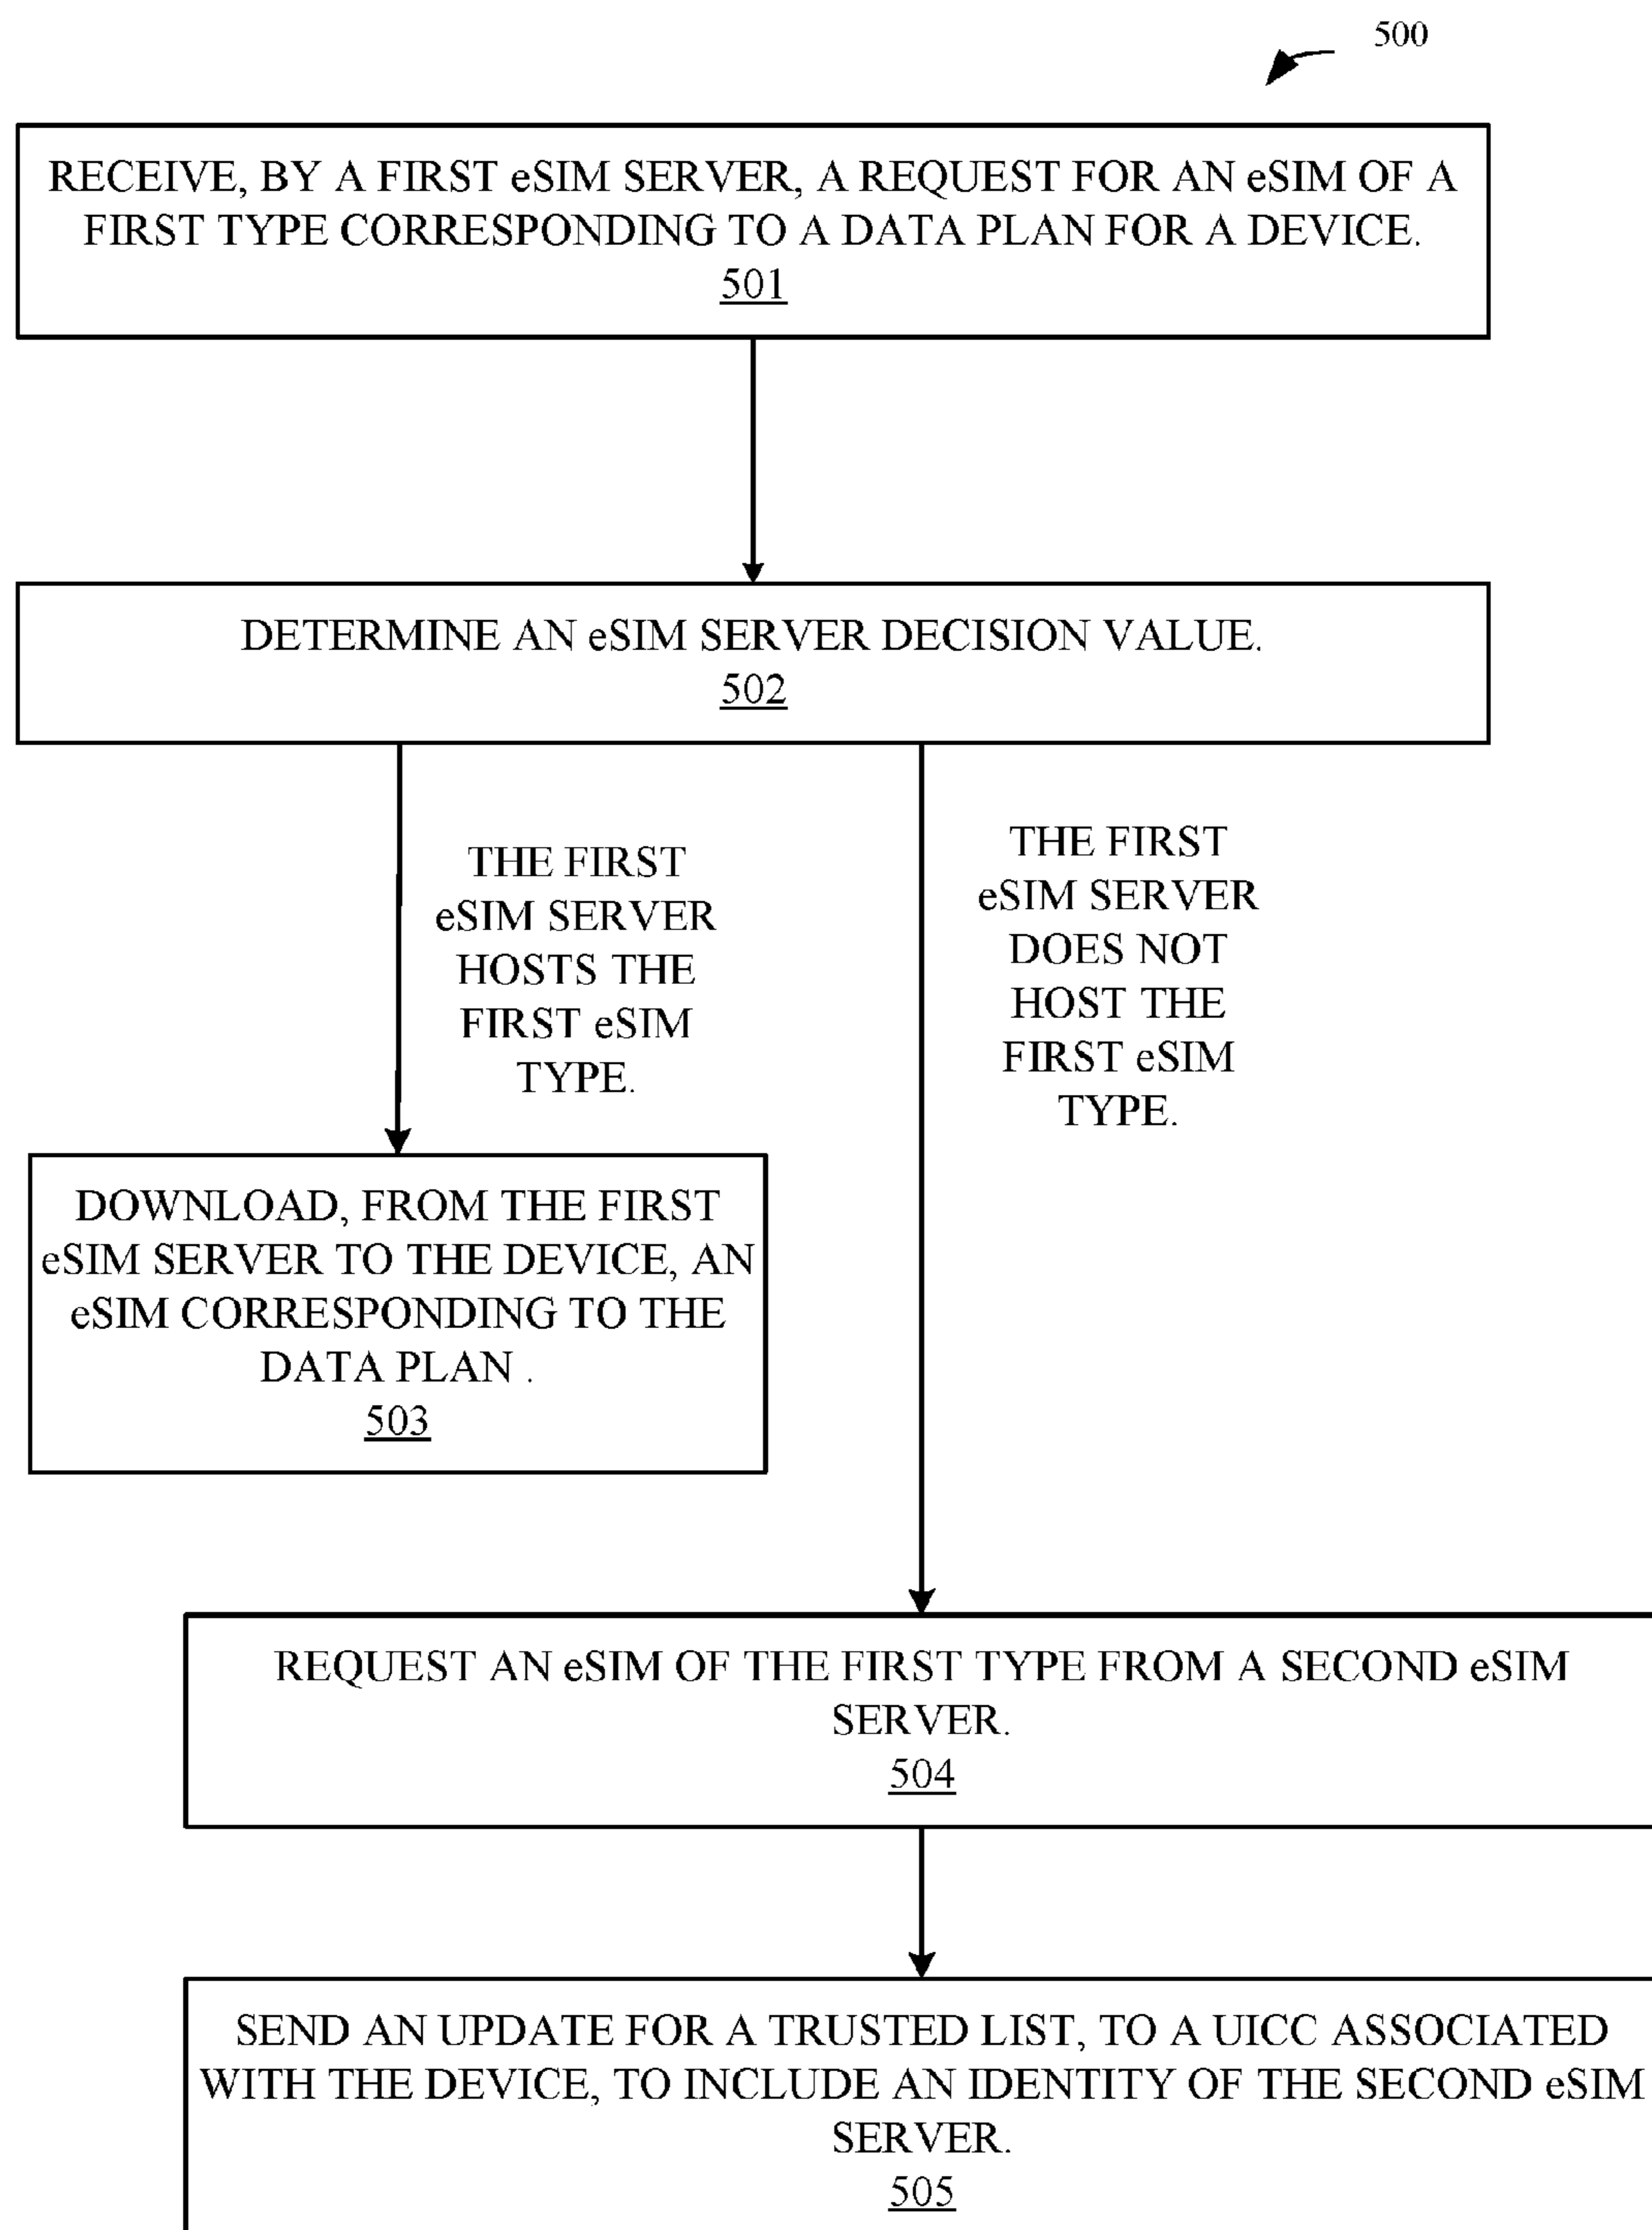 500
RECEIVE, BY A FIRST eSIM SERVER, A REQUEST FOR AN eSIM OF A
FIRST TYPE CORRESPONDING TO A DATA PLAN FOR A DEVICE.
501
DETERMINE AN eSIM SERVER DECISION VALUE.
502
THE FIRST
eSIM SERVER
HOSTS THE
FIRST eSIM
TYPE.
THE FIRST
eSIM SERVER
DOES NOT
HOST THE
FIRST eSIM
TYPE.
DOWNLOAD, FROM THE FIRST
eSIM SERVER TO THE DEVICE, AN
eSIM CORRESPONDING TO THE
DATA PLAN .
503
REQUEST AN eSIM OF THE FIRST TYPE FROM A SECOND eSIM
SERVER.
504
SEND AN UPDATE FOR A TRUSTED LIST, TO A UICC ASSOCIATED
WITH THE DEVICE, TO INCLUDE AN IDENTITY OF THE SECOND eSIM
SERVER.
505